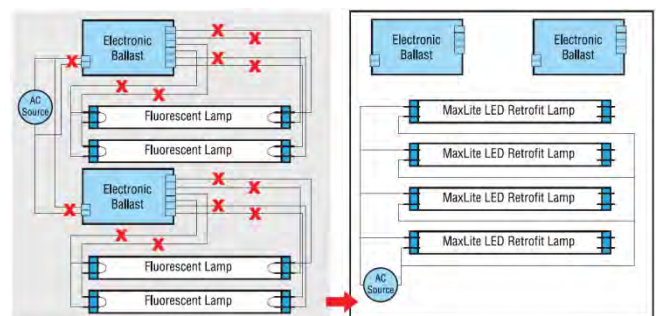 Electronic
Ballast
AC
Source
Fluorescent Lamp
Fluorescent Lamp
Electronic
Ballast
Fluorescent Lamp
Fluorescent Lamp
Electronic
Ballast
Electronic
Ballast
MaxLite LED Retrofit Lamp
MaxLite LED Retrofit Lamp
MaxLite LED Retrofit Lamp
MaxLite LED Retrofit Lamp
AC
Source